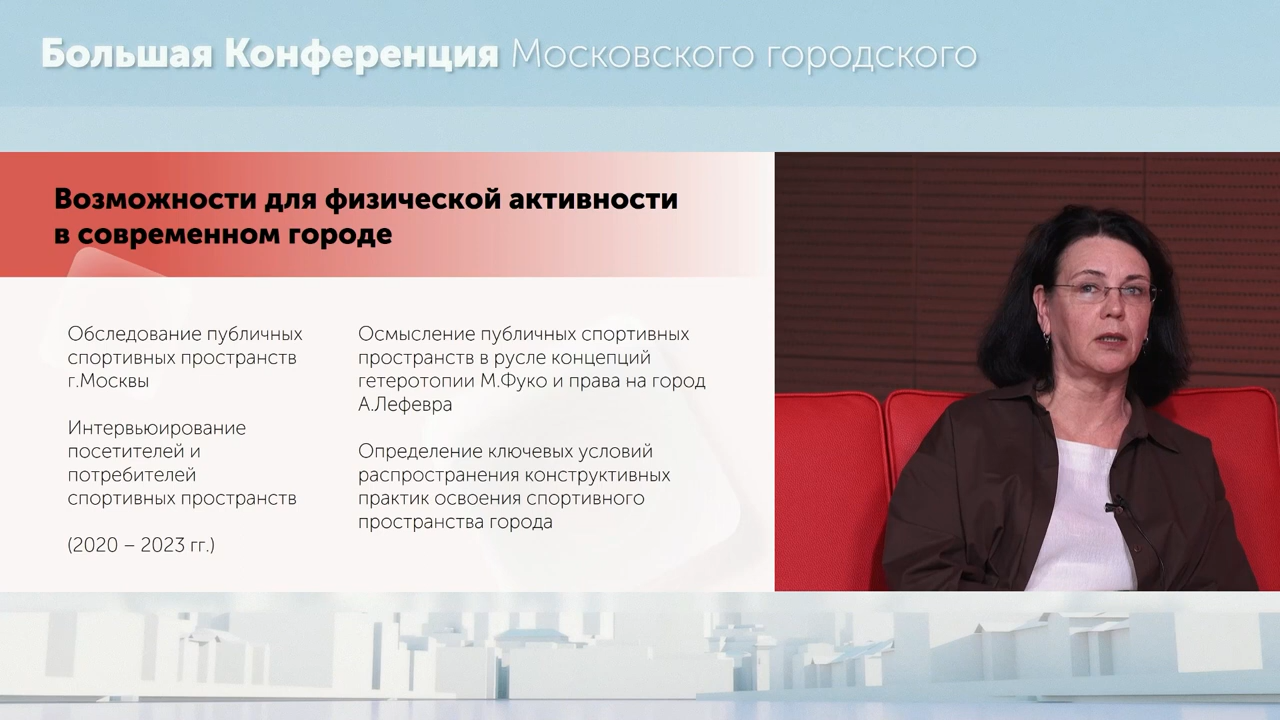 Большая Конференция Московского городского
Возможности для физической активности
в современном городе
Обследование публичных
спортивных пространств
г.Москвы
Интервьюирование
посетителей и
потребителей
спортивных пространств
(2020 – 2023 гг.)
Осмысление публичных спортивных
пространств в русле концепций
гетеротопии М.Фуко и права на город
А.Лефевра
Определение ключевых условий
распространения конструктивных
практик освоения спортивного
пространства города